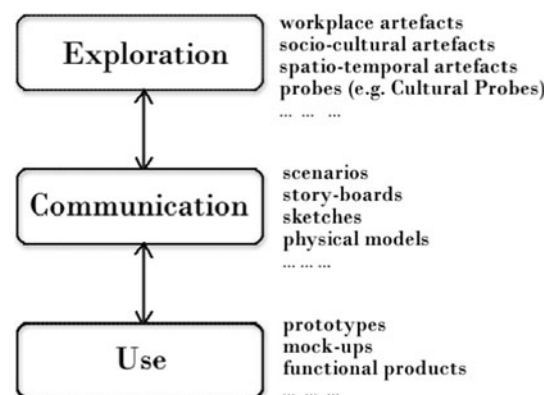 Exploration
workplace artefacts
socio-cultural artefacts
spatio-temporal artefacts
probes (e.g. Cultural Probes)
... ... ...
Communication
scenarios
story-boards
sketches
physical models
... ... ...
Use
prototypes
mock-ups
functional products
... ... ...